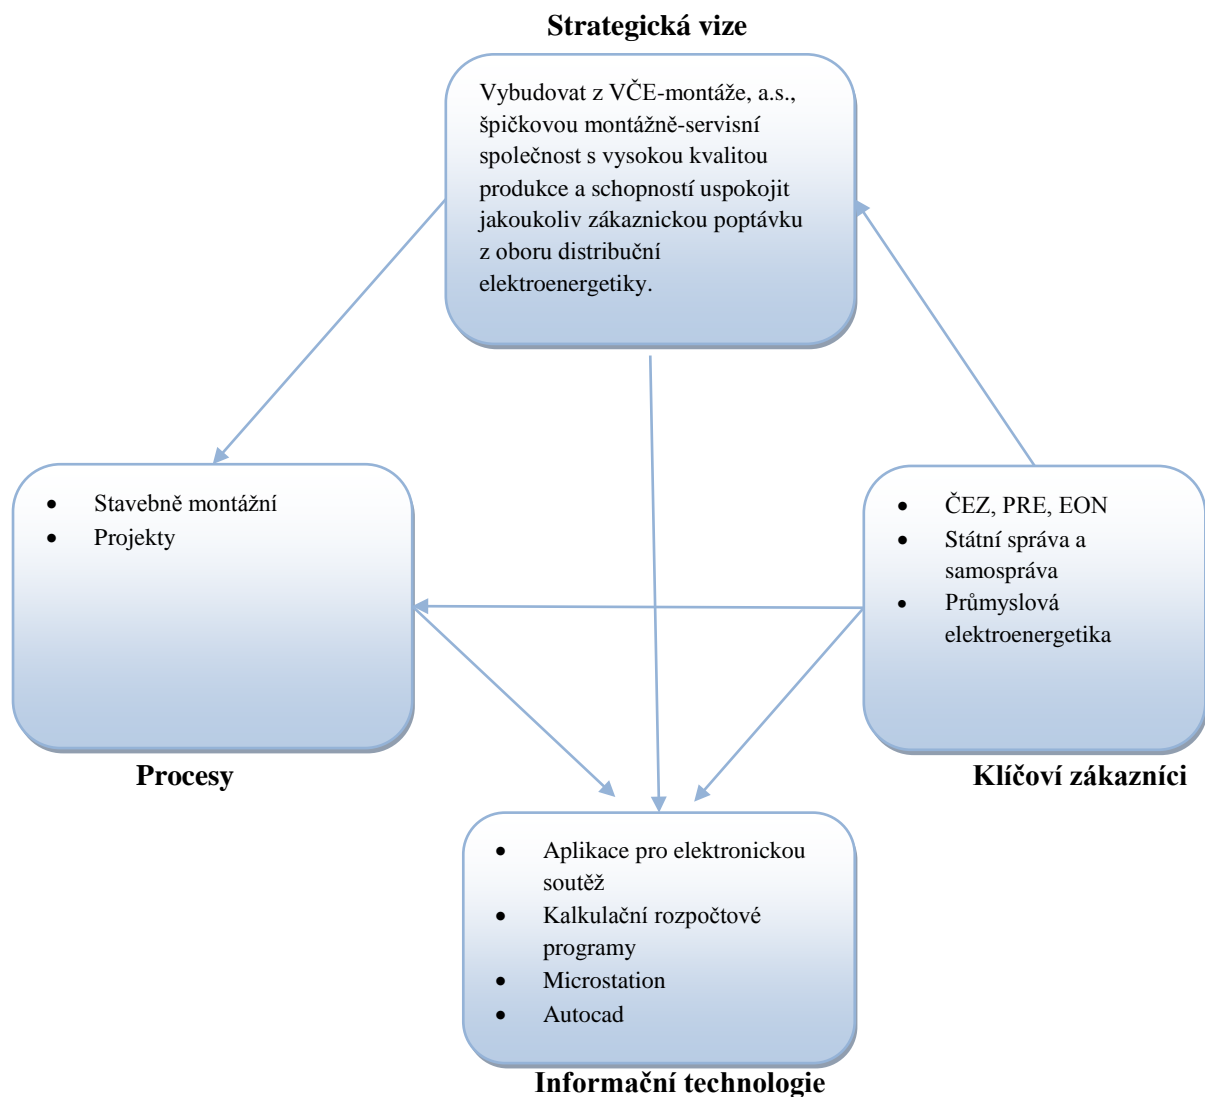 Strategická vize
Vybudovat z VČE-montáže, a.s.,
špičkovou montážně-servisní
společnost s vysokou kvalitou
produkce a schopností uspokojit
jakoukoliv zákaznickou poptávku
z oboru distribuční
elektroenergetiky.
• Stavebně montážní
• Projekty
Procesy
• ČEZ, PRE, EON
• Státní správa a
samospráva
• Průmyslová
elektroenergetika
Klíčoví zákazníci
• Aplikace pro elektronickou
soutěž
• Kalkulační rozpočtové
programy
• Microstation
• Autocad
Informační technologie